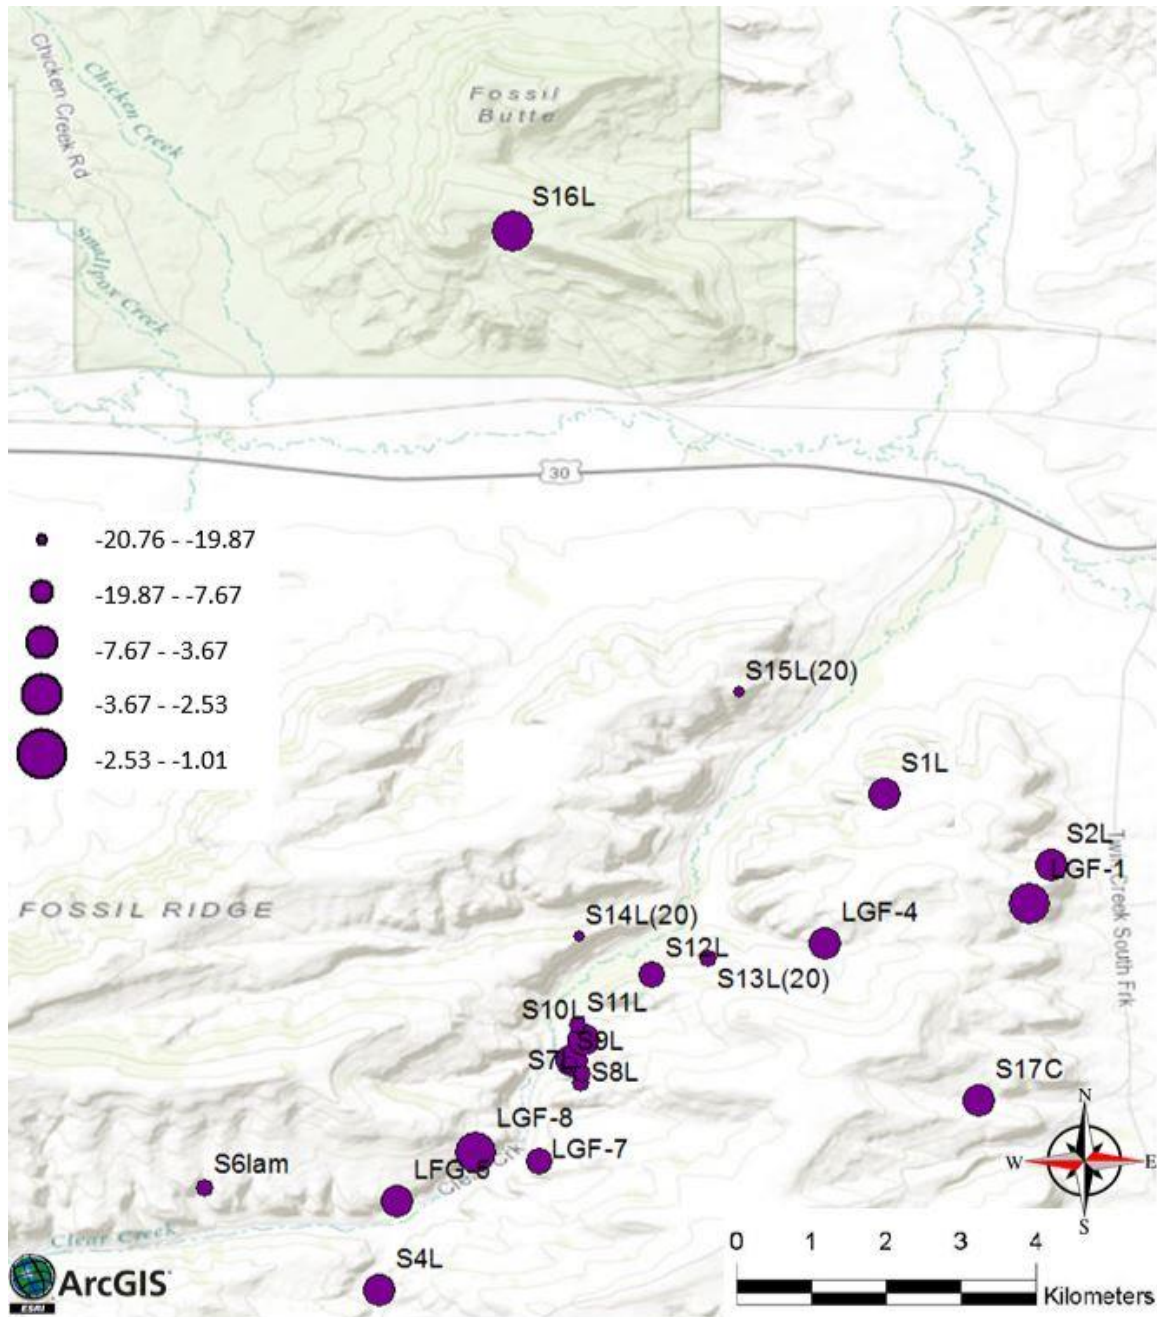 Chicken Creek Rd
Chicken Creek
Fossil
Butte
S16L
Smallpox Creek
30
-20.76 - -19.87
-19.87 - -7.67
-7.67 - -3.67
-3.67 - -2.53
-2.53 - -1.01
S15L(20)
S1L
S2L
LGF-1
Twin Creek South Frk
FOSSIL RIDGE
S14L(20)
LGF-4
S12L
S13L(20)
S10L
S11L
S9L
S7L
S8L
S17C
LGF-8
LGF-7
S6lam
LFG-6
Clear Crk
Clear Creek
S4L
N
W
E
S
0 1 2 3 4
Kilometers
ArcGIS
ESRI